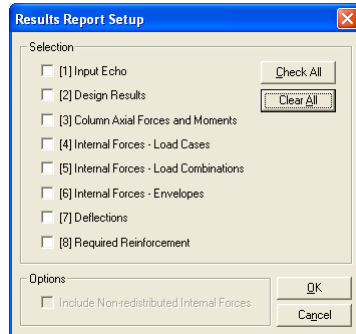 Results Report Setup
Selection
[1] Input Echo
Check All
[2] Design Results
Clear All
[3] Column Axial Forces and Moments
[4] Internal Forces - Load Cases
[5] Internal Forces - Load Combinations
[6] Internal Forces - Envelopes
[7] Deflections
[8] Required Reinforcement
Options
Include Non-redistributed Internal Forces
OK
Cancel